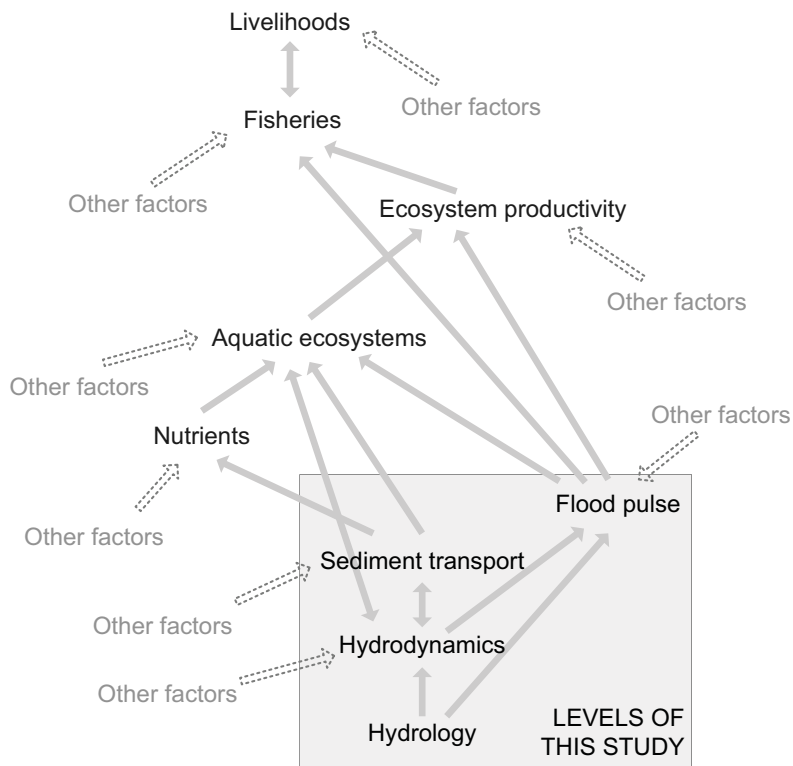 Livelihoods
Other factors
Fisheries
Other factors
Ecosystem productivity
Other factors
Aquatic ecosystems
Other factors
Other factors
Nutrients
Flood pulse
Other factors
Sediment transport
Other factors
Hydrodynamics
Other factors
Hydrology
LEVELS OF
THIS STUDY